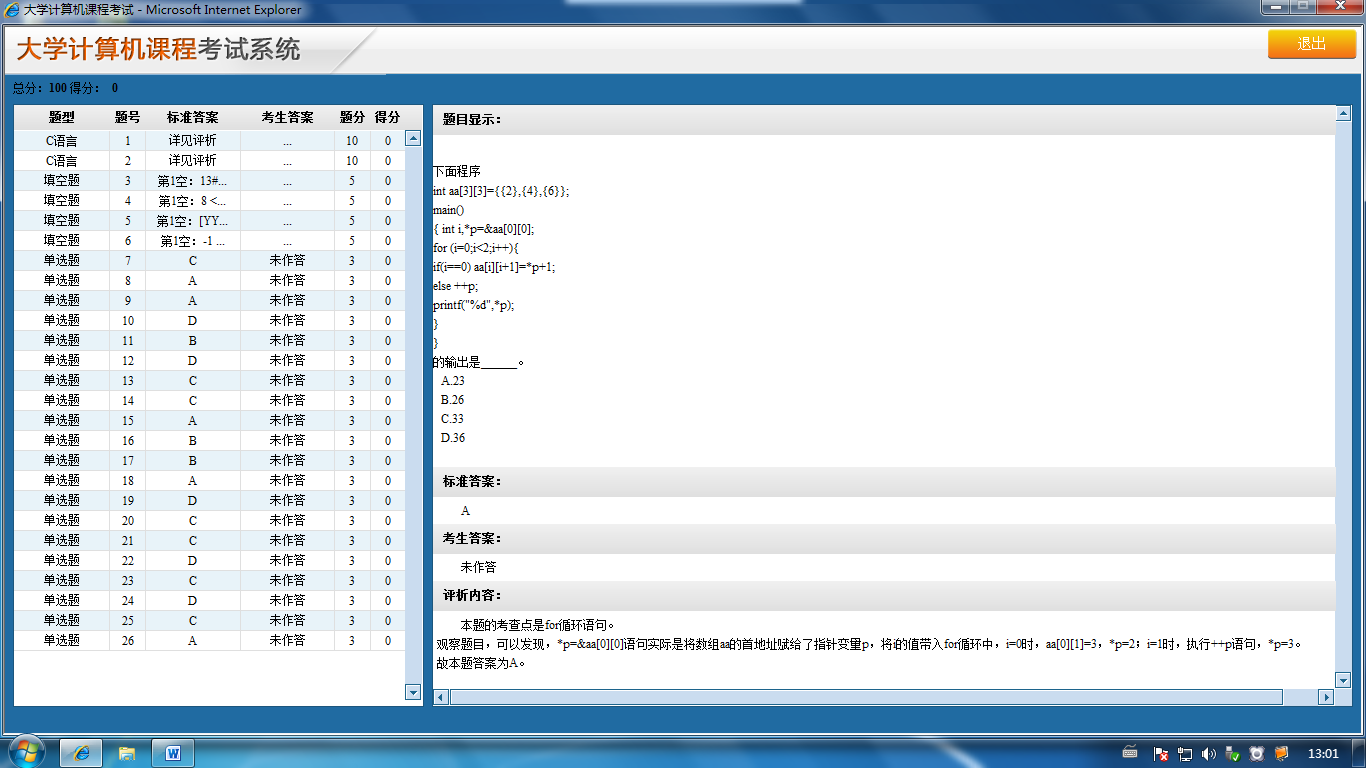 大学计算机课程考试 - Microsoft Internet Explorer
大学计算机课程考试系统
退出
总分：100 得分： 0
题型 题号 标准答案 考生答案 题分 得分
C语言 1 详见评析 ... 10 0
C语言 2 详见评析 ... 10 0
填空题 3 第1空：13#... ... 5 0
填空题 4 第1空：8 <... ... 5 0
填空题 5 第1空：[YY... ... 5 0
填空题 6 第1空：-1 ... ... 5 0
单选题 7 C 未作答 3 0
单选题 8 A 未作答 3 0
单选题 9 A 未作答 3 0
单选题 10 D 未作答 3 0
单选题 11 B 未作答 3 0
单选题 12 D 未作答 3 0
单选题 13 C 未作答 3 0
单选题 14 C 未作答 3 0
单选题 15 A 未作答 3 0
单选题 16 B 未作答 3 0
单选题 17 B 未作答 3 0
单选题 18 A 未作答 3 0
单选题 19 D 未作答 3 0
单选题 20 C 未作答 3 0
单选题 21 C 未作答 3 0
单选题 22 D 未作答 3 0
单选题 23 C 未作答 3 0
单选题 24 D 未作答 3 0
单选题 25 C 未作答 3 0
单选题 26 A 未作答 3 0
题目显示：
下面程序
int aa[3][3]={{2},{4},{6}};
main()
{ int i,*p=&aa[0][0];
for (i=0;i<2;i++){
if(i==0) aa[i][i+1]=*p+1;
else ++p;
printf("%d",*p);
}
}
的输出是______。
A.23
B.26
C.33
D.36
标准答案：
A
考生答案：
未作答
评析内容：
本题的考查点是for循环语句。
观察题目，可以发现，*p=&aa[0][0]语句实际是将数组aa的首地址赋给了指针变量p，将i的值带入for循环中，i=0时，aa[0][1]=3，*p=2；i=1时，执行++p语句，*p=3。
故本题答案为A。
13:01